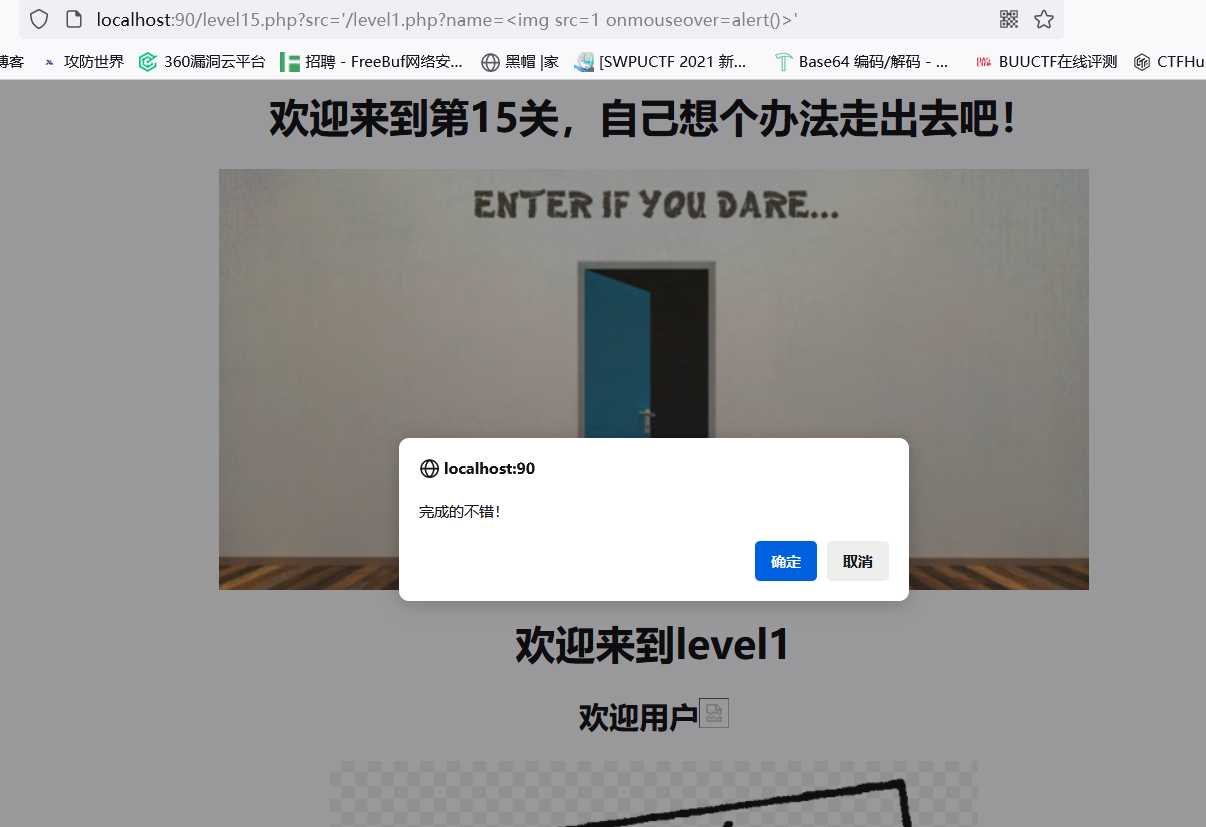 localhost:90/level15.php?src='/level1.php?name=<img src=1 onmouseover=alert()>'
博客 攻防世界 360漏洞云平台 招聘 - FreeBuf网络安... 黑帽 |家 [SWPUCTF 2021 新... Base64 编码/解码 - ... BUUCTF在线评测 CTFHu
欢迎来到第15关，自己想个办法走出去吧！
ENTER IF YOU DARE...
localhost:90
完成的不错！
确定 取消
欢迎来到level1
欢迎用户